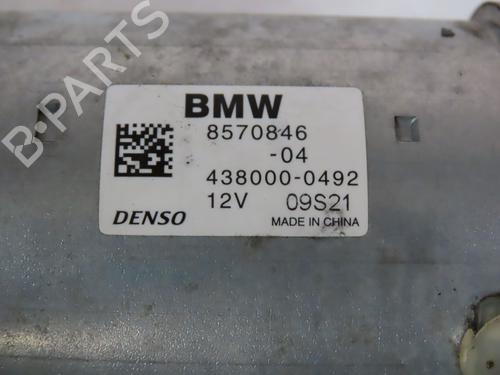 BMW
8570846
-04
438000-0492
12V 09S21
DENSO MADE IN CHINA
B-PARTS